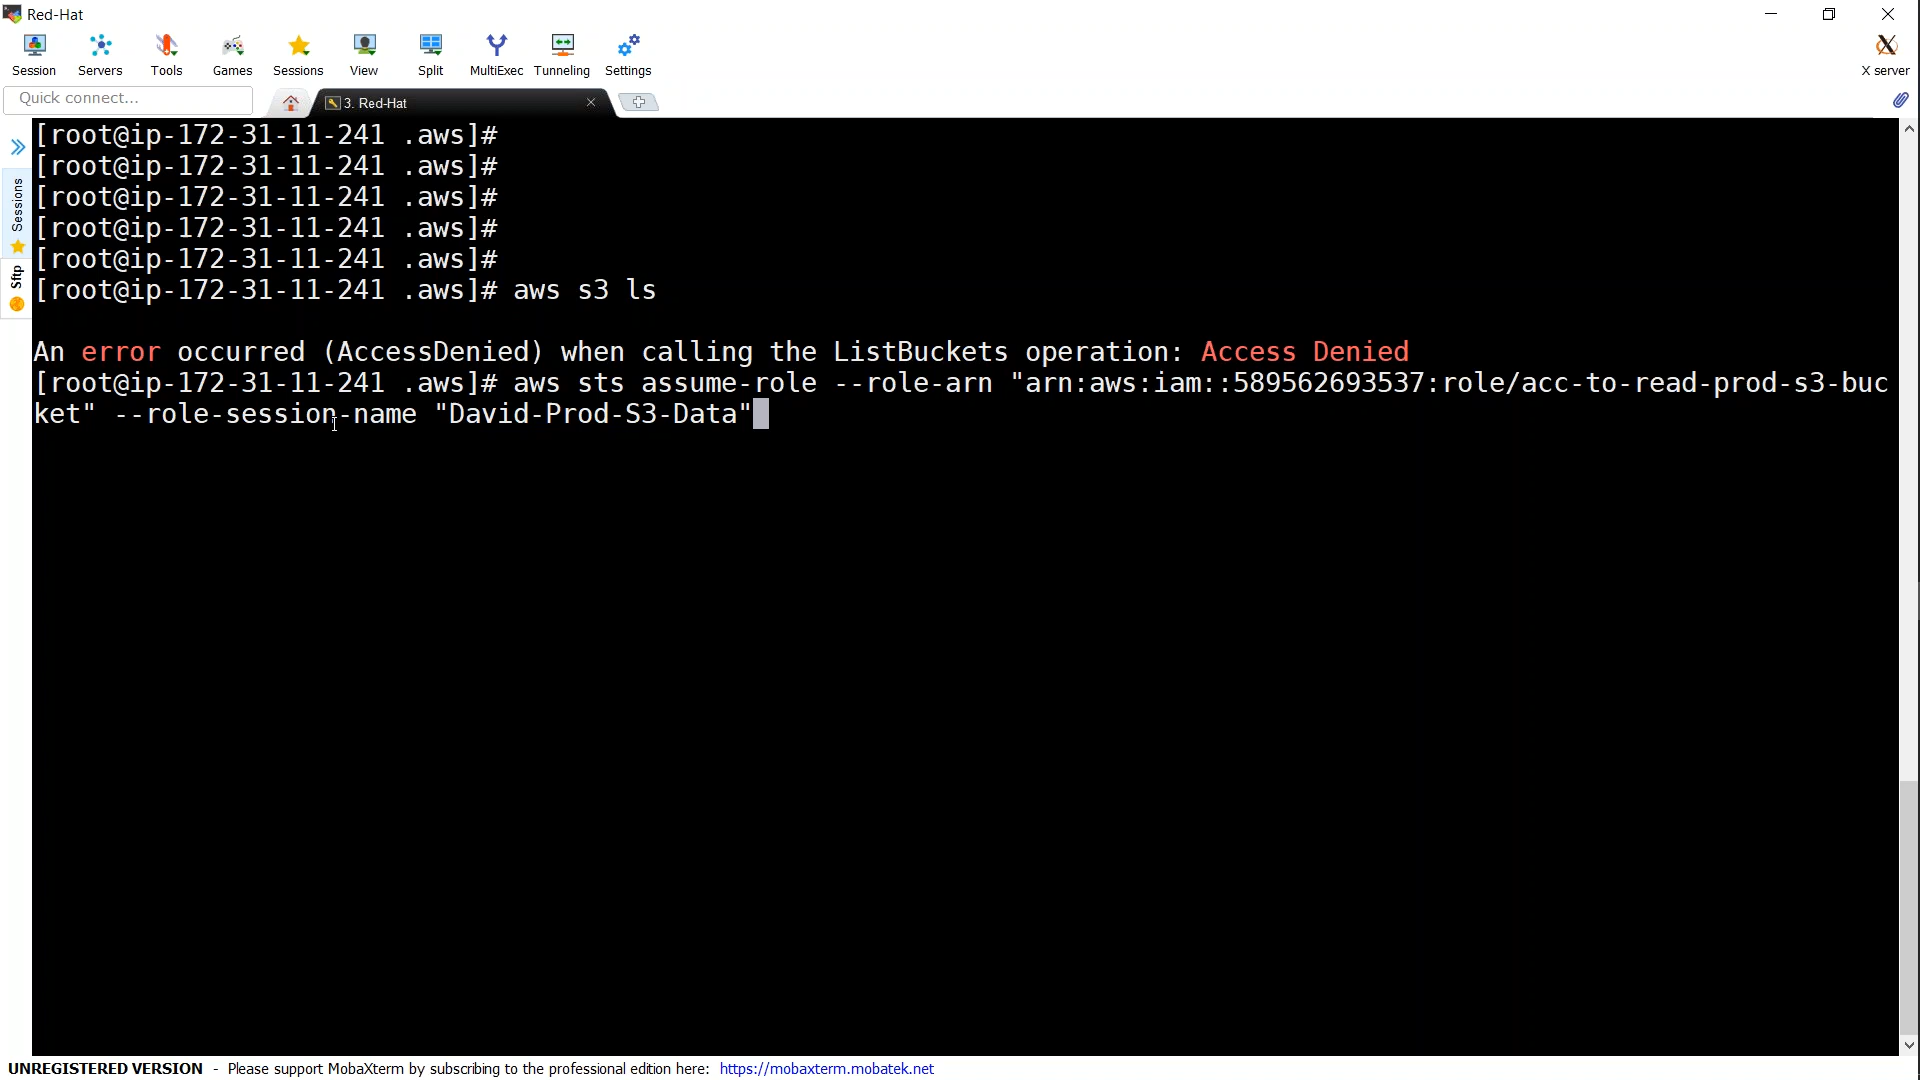 Red-Hat
Session Servers Tools Games Sessions View Split MultiExec Tunneling Settings
X server
Quick connect...
3. Red-Hat
Sessions
Sftp
[root@ip-172-31-11-241 .aws]#
[root@ip-172-31-11-241 .aws]#
[root@ip-172-31-11-241 .aws]#
[root@ip-172-31-11-241 .aws]#
[root@ip-172-31-11-241 .aws]#
[root@ip-172-31-11-241 .aws]# aws s3 ls
An error occurred (AccessDenied) when calling the ListBuckets operation: Access Denied
[root@ip-172-31-11-241 .aws]# aws sts assume-role --role-arn "arn:aws:iam::589562693537:role/acc-to-read-prod-s3-buc
ket" --role-session-name "David-Prod-S3-Data"
UNREGISTERED VERSION - Please support MobaXterm by subscribing to the professional edition here: https://mobaxterm.mobatek.net